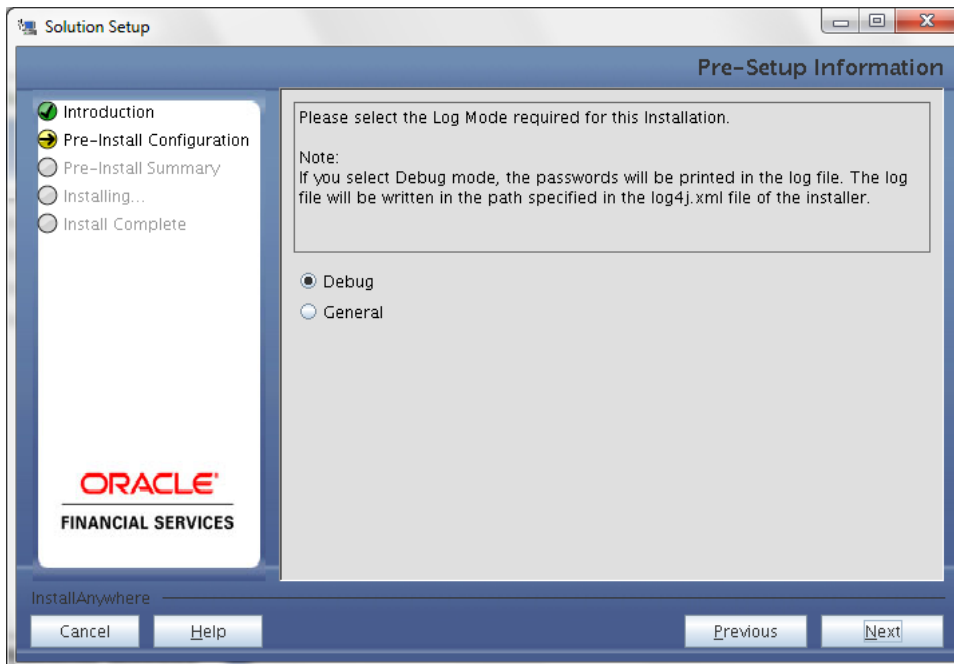 Solution Setup
Pre-Setup Information
Introduction
Pre-Install Configuration
Pre-Install Summary
Installing...
Install Complete
ORACLE
FINANCIAL SERVICES
Please select the Log Mode required for this Installation.
Note:
If you select Debug mode, the passwords will be printed in the log file. The log
file will be written in the path specified in the log4j.xml file of the installer.
Debug
General
InstallAnywhere
Cancel
Help
Previous
Next